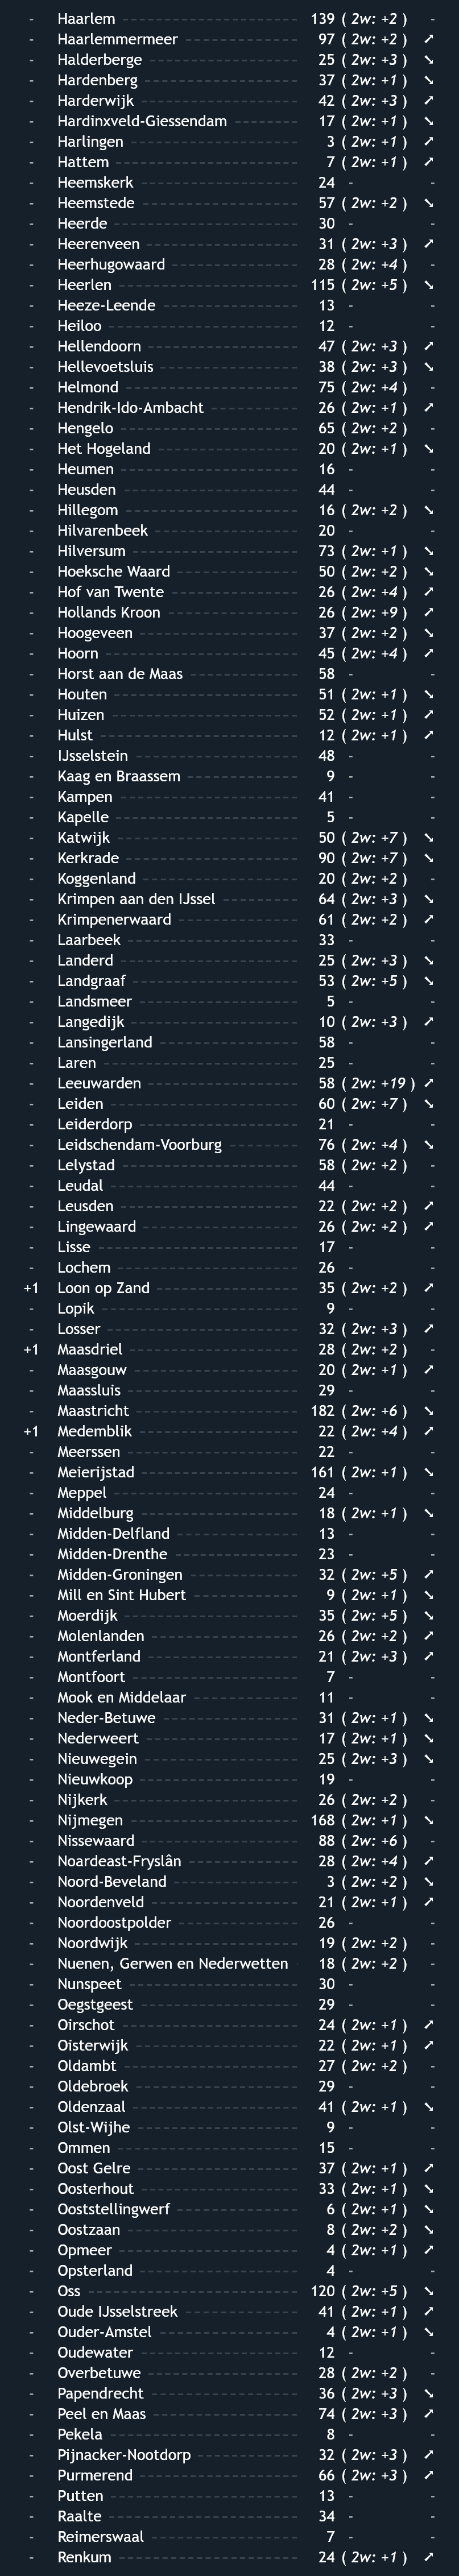 - Haarlem 139 ( 2w: +2 ) -
- Haarlemmermeer 97 ( 2w: +2 ) ➚
- Halderberge 25 ( 2w: +3 ) ➘
- Hardenberg 37 ( 2w: +1 ) ➘
- Harderwijk 42 ( 2w: +3 ) ➚
- Hardinxveld-Giessendam 17 ( 2w: +1 ) ➘
- Harlingen 3 ( 2w: +1 ) ➚
- Hattem 7 ( 2w: +1 ) ➚
- Heemskerk 24 - -
- Heemstede 57 ( 2w: +2 ) ➘
- Heerde 30 - -
- Heerenveen 31 ( 2w: +3 ) ➚
- Heerhugowaard 28 ( 2w: +4 ) -
- Heerlen 115 ( 2w: +5 ) ➘
- Heeze-Leende 13 - -
- Heiloo 12 - -
- Hellendoorn 47 ( 2w: +3 ) ➚
- Hellevoetsluis 38 ( 2w: +3 ) ➘
- Helmond 75 ( 2w: +4 ) -
- Hendrik-Ido-Ambacht 26 ( 2w: +1 ) ➚
- Hengelo 65 ( 2w: +2 ) -
- Het Hogeland 20 ( 2w: +1 ) ➘
- Heumen 16 - -
- Heusden 44 - -
- Hillegom 16 ( 2w: +2 ) ➘
- Hilvarenbeek 20 - -
- Hilversum 73 ( 2w: +1 ) ➘
- Hoeksche Waard 50 ( 2w: +2 ) ➘
- Hof van Twente 26 ( 2w: +4 ) ➚
- Hollands Kroon 26 ( 2w: +9 ) ➚
- Hoogeveen 37 ( 2w: +2 ) ➘
- Hoorn 45 ( 2w: +4 ) ➚
- Horst aan de Maas 58 - -
- Houten 51 ( 2w: +1 ) ➘
- Huizen 52 ( 2w: +1 ) ➚
- Hulst 12 ( 2w: +1 ) ➚
- IJsselstein 48 - -
- Kaag en Braassem 9 - -
- Kampen 41 - -
- Kapelle 5 - -
- Katwijk 50 ( 2w: +7 ) ➘
- Kerkrade 90 ( 2w: +7 ) ➘
- Koggenland 20 ( 2w: +2 ) -
- Krimpen aan den IJssel 64 ( 2w: +3 ) ➘
- Krimpenerwaard 61 ( 2w: +2 ) ➚
- Laarbeek 33 - -
- Landerd 25 ( 2w: +3 ) ➘
- Landgraaf 53 ( 2w: +5 ) ➘
- Landsmeer 5 - -
- Langedijk 10 ( 2w: +3 ) ➚
- Lansingerland 58 - -
- Laren 25 - -
- Leeuwarden 58 ( 2w: +19 ) ➚
- Leiden 60 ( 2w: +7 ) ➘
- Leiderdorp 21 - -
- Leidschendam-Voorburg 76 ( 2w: +4 ) ➘
- Lelystad 58 ( 2w: +2 ) -
- Leudal 44 - -
- Leusden 22 ( 2w: +2 ) ➚
- Lingewaard 26 ( 2w: +2 ) ➚
- Lisse 17 - -
- Lochem 26 - -
+1 Loon op Zand 35 ( 2w: +2 ) ➚
- Lopik 9 - -
- Losser 32 ( 2w: +3 ) ➚
+1 Maasdriel 28 ( 2w: +2 ) -
- Maasgouw 20 ( 2w: +1 ) ➚
- Maassluis 29 - -
- Maastricht 182 ( 2w: +6 ) ➘
+1 Medemblik 22 ( 2w: +4 ) ➚
- Meerssen 22 - -
- Meierijstad 161 ( 2w: +1 ) ➘
- Meppel 24 - -
- Middelburg 18 ( 2w: +1 ) ➘
- Midden-Delfland 13 - -
- Midden-Drenthe 23 - -
- Midden-Groningen 32 ( 2w: +5 ) ➚
- Mill en Sint Hubert 9 ( 2w: +1 ) ➘
- Moerdijk 35 ( 2w: +5 ) ➘
- Molenlanden 26 ( 2w: +2 ) ➚
- Montferland 21 ( 2w: +3 ) ➚
- Montfoort 7 - -
- Mook en Middelaar 11 - -
- Neder-Betuwe 31 ( 2w: +1 ) ➘
- Nederweert 17 ( 2w: +1 ) ➘
- Nieuwegein 25 ( 2w: +3 ) ➘
- Nieuwkoop 19 - -
- Nijkerk 26 ( 2w: +2 ) -
- Nijmegen 168 ( 2w: +1 ) ➘
- Nissewaard 88 ( 2w: +6 ) -
- Noardeast-Fryslân 28 ( 2w: +4 ) ➚
- Noord-Beveland 3 ( 2w: +2 ) ➘
- Noordenveld 21 ( 2w: +1 ) ➚
- Noordoostpolder 26 - -
- Noordwijk 19 ( 2w: +2 ) -
- Nuenen, Gerwen en Nederwetten 18 ( 2w: +2 ) -
- Nunspeet 30 - -
- Oegstgeest 29 - -
- Oirschot 24 ( 2w: +1 ) ➚
- Oisterwijk 22 ( 2w: +1 ) ➚
- Oldambt 27 ( 2w: +2 ) -
- Oldebroek 29 - -
- Oldenzaal 41 ( 2w: +1 ) ➘
- Olst-Wijhe 9 - -
- Ommen 15 - -
- Oost Gelre 37 ( 2w: +1 ) ➚
- Oosterhout 33 ( 2w: +1 ) ➘
- Ooststellingwerf 6 ( 2w: +1 ) ➘
- Oostzaan 8 ( 2w: +2 ) ➘
- Opmeer 4 ( 2w: +1 ) ➚
- Opsterland 4 - -
- Oss 120 ( 2w: +5 ) ➘
- Oude IJsselstreek 41 ( 2w: +1 ) ➚
- Ouder-Amstel 4 ( 2w: +1 ) ➘
- Oudewater 12 - -
- Overbetuwe 28 ( 2w: +2 ) -
- Papendrecht 36 ( 2w: +3 ) ➘
- Peel en Maas 74 ( 2w: +3 ) ➚
- Pekela 8 - -
- Pijnacker-Nootdorp 32 ( 2w: +3 ) ➚
- Purmerend 66 ( 2w: +3 ) ➚
- Putten 13 - -
- Raalte 34 - -
- Reimerswaal 7 - -
- Renkum 24 ( 2w: +1 ) ➚